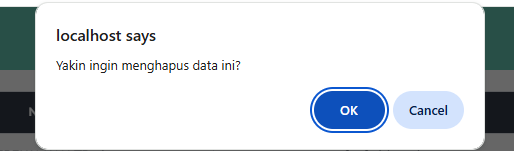 localhost says
Yakin ingin menghapus data ini?
OK
Cancel